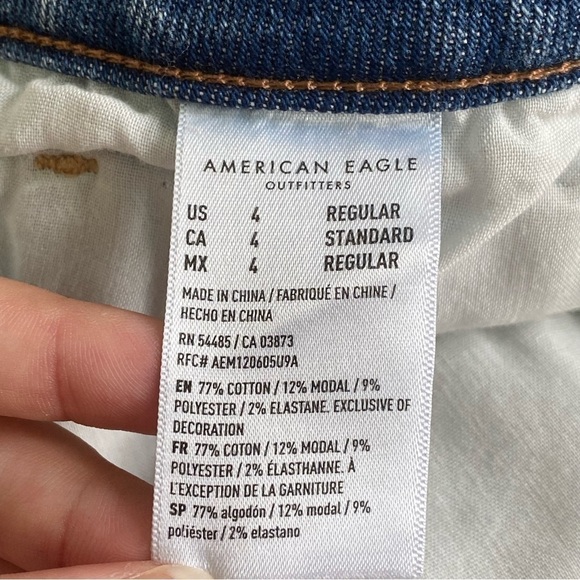 AMERICAN EAGLE
OUTFITTERS
US 4 REGULAR
CA 4 STANDARD
MX 4 REGULAR
MADE IN CHINA / FABRIQUÉ EN CHINE /
HECHO EN CHINA
RN 54485 / CA 03873
RFC# AEM120605U9A
EN 77% COTTON / 12% MODAL / 9%
POLYESTER / 2% ELASTANE. EXCLUSIVE OF
DECORATION
FR 77% COTON / 12% MODAL / 9%
POLYESTER / 2% ÉLASTHANNE. À
L'EXCEPTION DE LA GARNITURE
SP 77% algodón / 12% modal / 9%
poliéster / 2% elastano